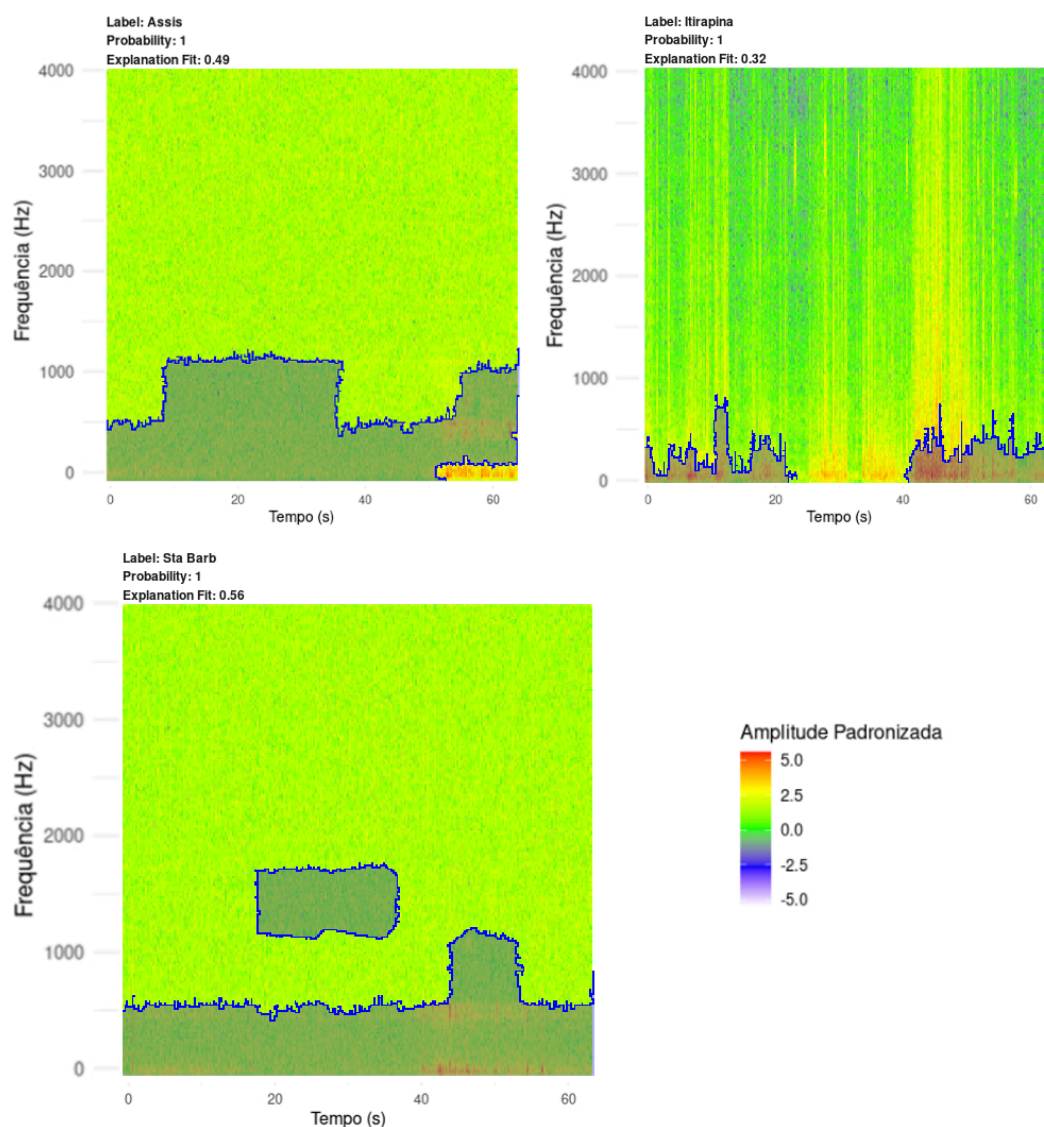 Label: Assis
Probability: 1
Explanation Fit: 0.49
4000
3000
2000
1000
0
Frequência (Hz)
0
20
40
60
Tempo (s)
Label: Itirapina
Probability: 1
Explanation Fit: 0.32
4000
3000
2000
1000
0
Frequência (Hz)
0
20
40
60
Tempo (s)
Label: Sta Barb
Probability: 1
Explanation Fit: 0.56
4000
3000
2000
1000
0
Frequência (Hz)
0
20
40
60
Tempo (s)
Amplitude Padronizada
5.0
2.5
0.0
-2.5
-5.0